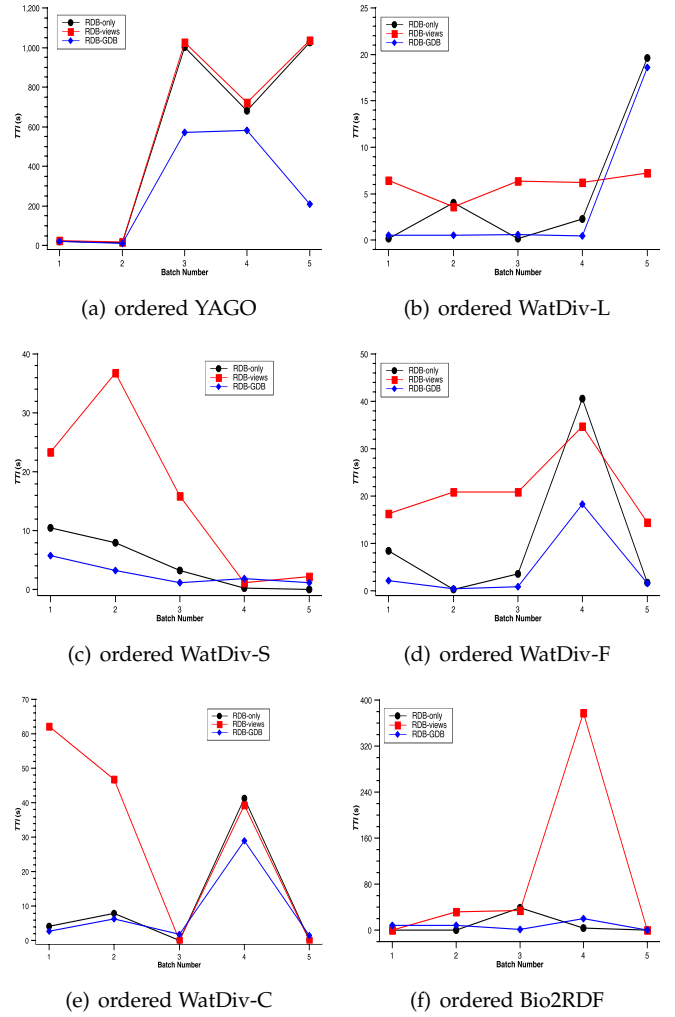 RDB-only
RDB-views
RDB-GDB
1,000
800
600
400
200
0
TTI (s)
1 2 3 4 5
Batch Number
(a) ordered YAGO
RDB-only
RDB-views
RDB-GDB
25
20
15
10
5
0
TTI (s)
1 2 3 4 5
Batch Number
(b) ordered WatDiv-L
RDB-only
RDB-views
RDB-GDB
40
30
20
10
0
TTI (s)
1 2 3 4 5
Batch Number
(c) ordered WatDiv-S
RDB-only
RDB-views
RDB-GDB
50
40
30
20
10
0
TTI (s)
1 2 3 4 5
Batch Number
(d) ordered WatDiv-F
RDB-only
RDB-views
RDB-GDB
70
60
50
40
30
20
10
0
TTI (s)
1 2 3 4 5
Batch Number
(e) ordered WatDiv-C
RDB-only
RDB-views
RDB-GDB
400
320
240
160
80
0
TTI (s)
1 2 3 4 5
Batch Number
(f) ordered Bio2RDF